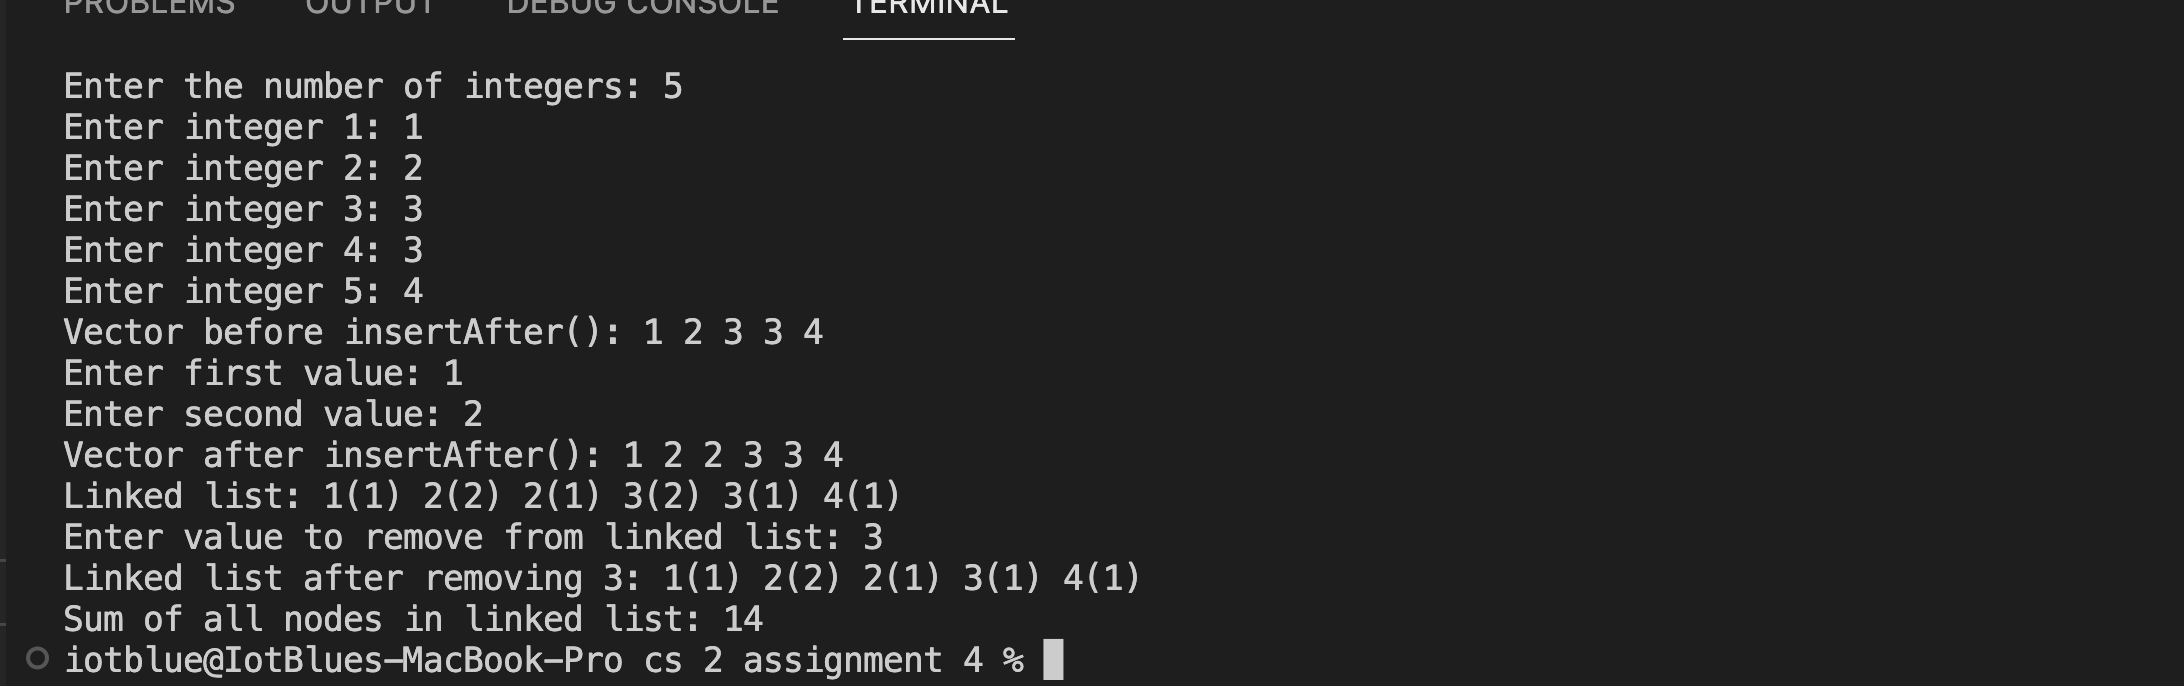 PROBLEMS OUTPUT DEBUG CONSOLE TERMINAL
Enter the number of integers: 5
Enter integer 1: 1
Enter integer 2: 2
Enter integer 3: 3
Enter integer 4: 3
Enter integer 5: 4
Vector before insertAfter(): 1 2 3 3 4
Enter first value: 1
Enter second value: 2
Vector after insertAfter(): 1 2 2 3 3 4
Linked list: 1(1) 2(2) 2(1) 3(2) 3(1) 4(1)
Enter value to remove from linked list: 3
Linked list after removing 3: 1(1) 2(2) 2(1) 3(1) 4(1)
Sum of all nodes in linked list: 14
iotblue@IotBlues-MacBook-Pro cs 2 assignment 4 %